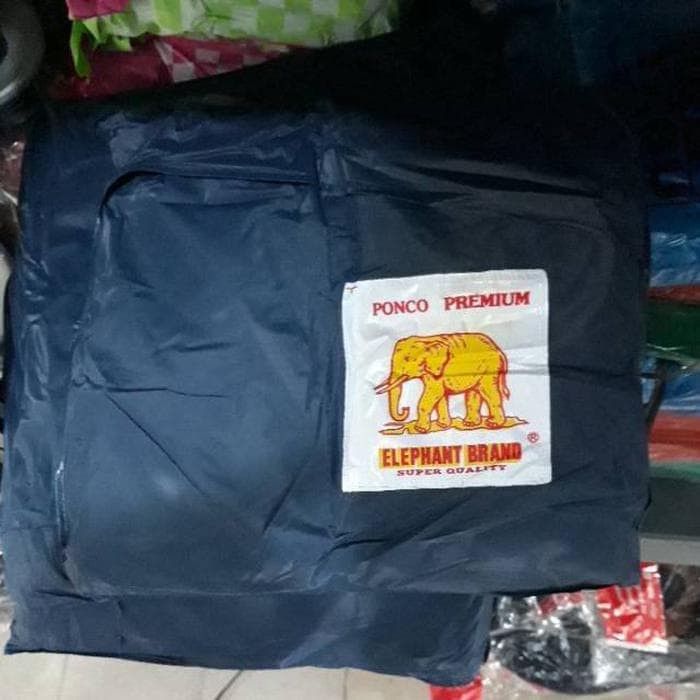 PONCO PREMIUM
ELEPHANT BRAND ®
SUPER QUALITY